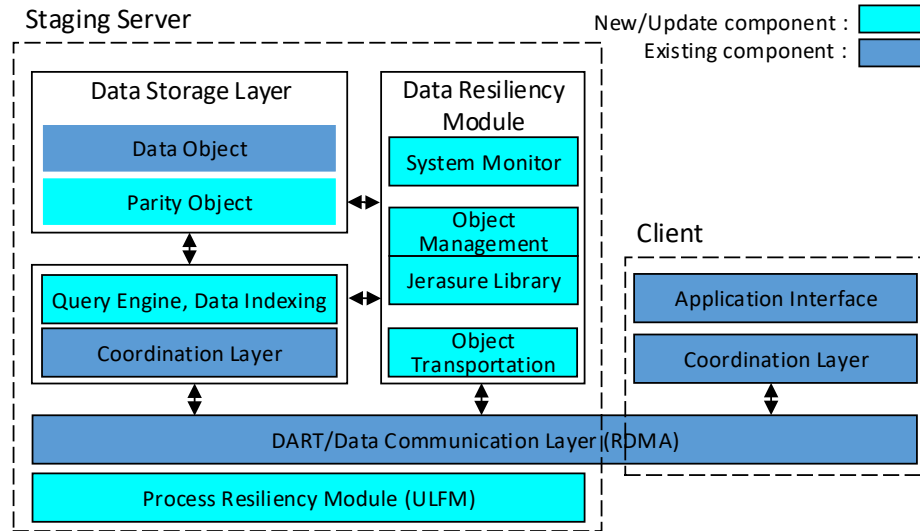 Staging Server
New/Update component :
Existing component :
Data Storage Layer
Data Object
Parity Object
Data Resiliency
Module
System Monitor
Object
Management
Jerasure Library
Object
Transportation
Query Engine, Data Indexing
Coordination Layer
Client
Application Interface
Coordination Layer
DART/Data Communication Layer (RDMA)
Process Resiliency Module (ULFM)